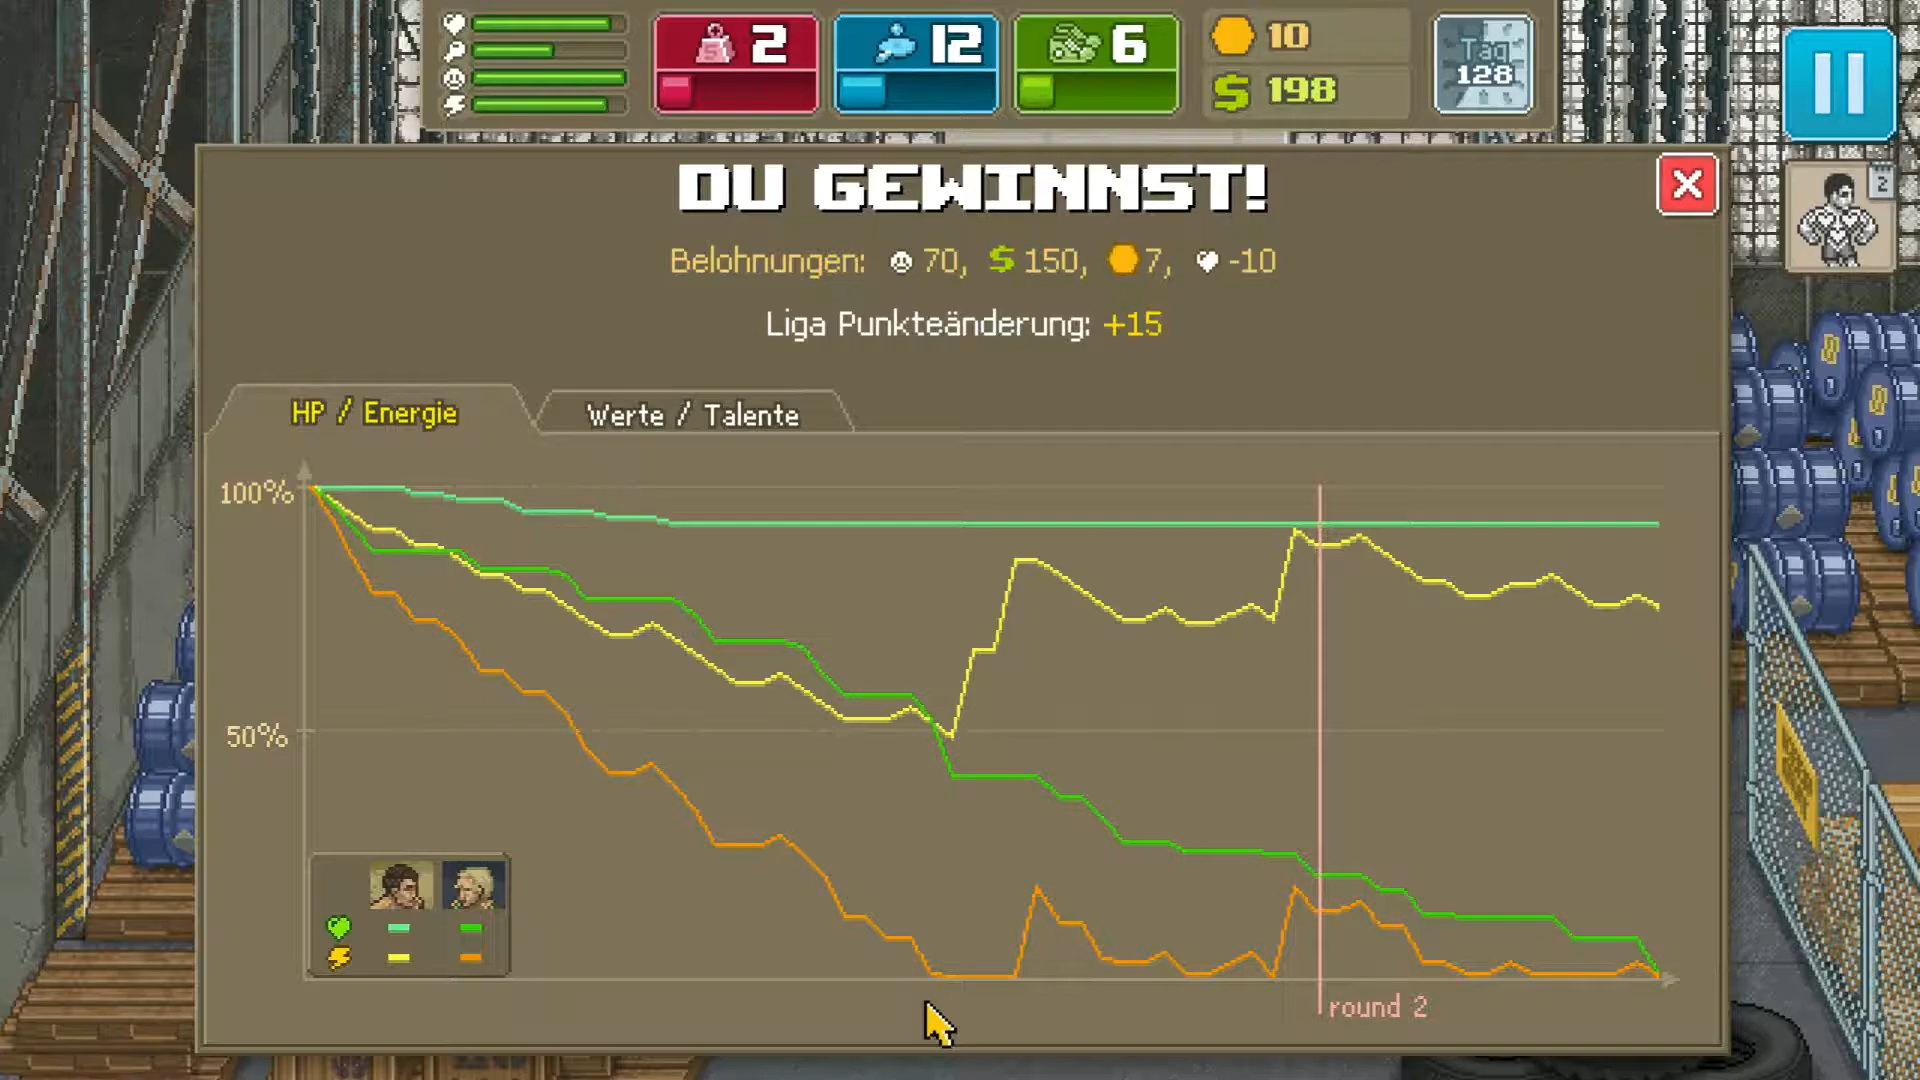 2
12
6
10
198
Tag
128
2
DU GEWINNST!
Belohnungen: 70, $ 150, 7, -10
Liga Punkteänderung: +15
HP / Energie
Werte / Talente
100%
50%
round 2